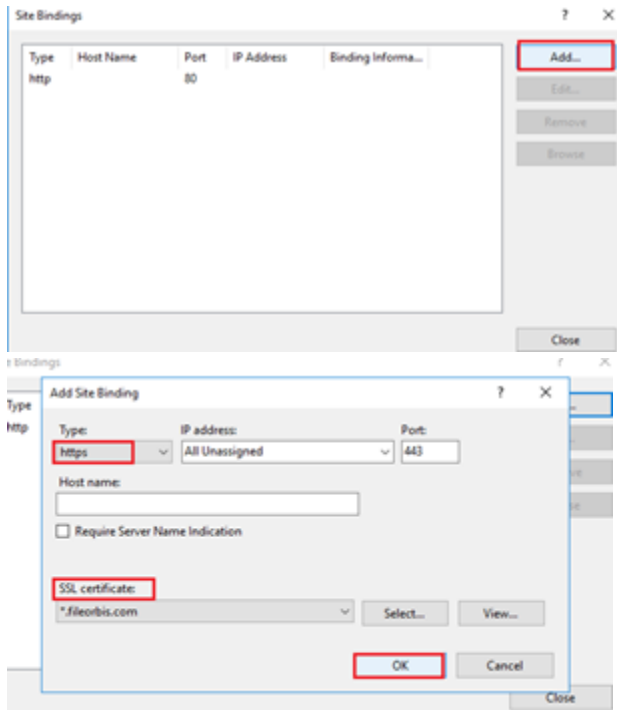 Site Bindings ? ×
Type Host Name Port IP Address Binding Informa... Add...
http 80
Edit...
Remove
Browse
Close
e Bindings
Add Site Binding ?
Type
http
Type: IP address: Port:
https All Unassigned 443
Host name:
Require Server Name Indication
SSL certificate:
*.fileorbis.com Select... View...
OK Cancel
Close